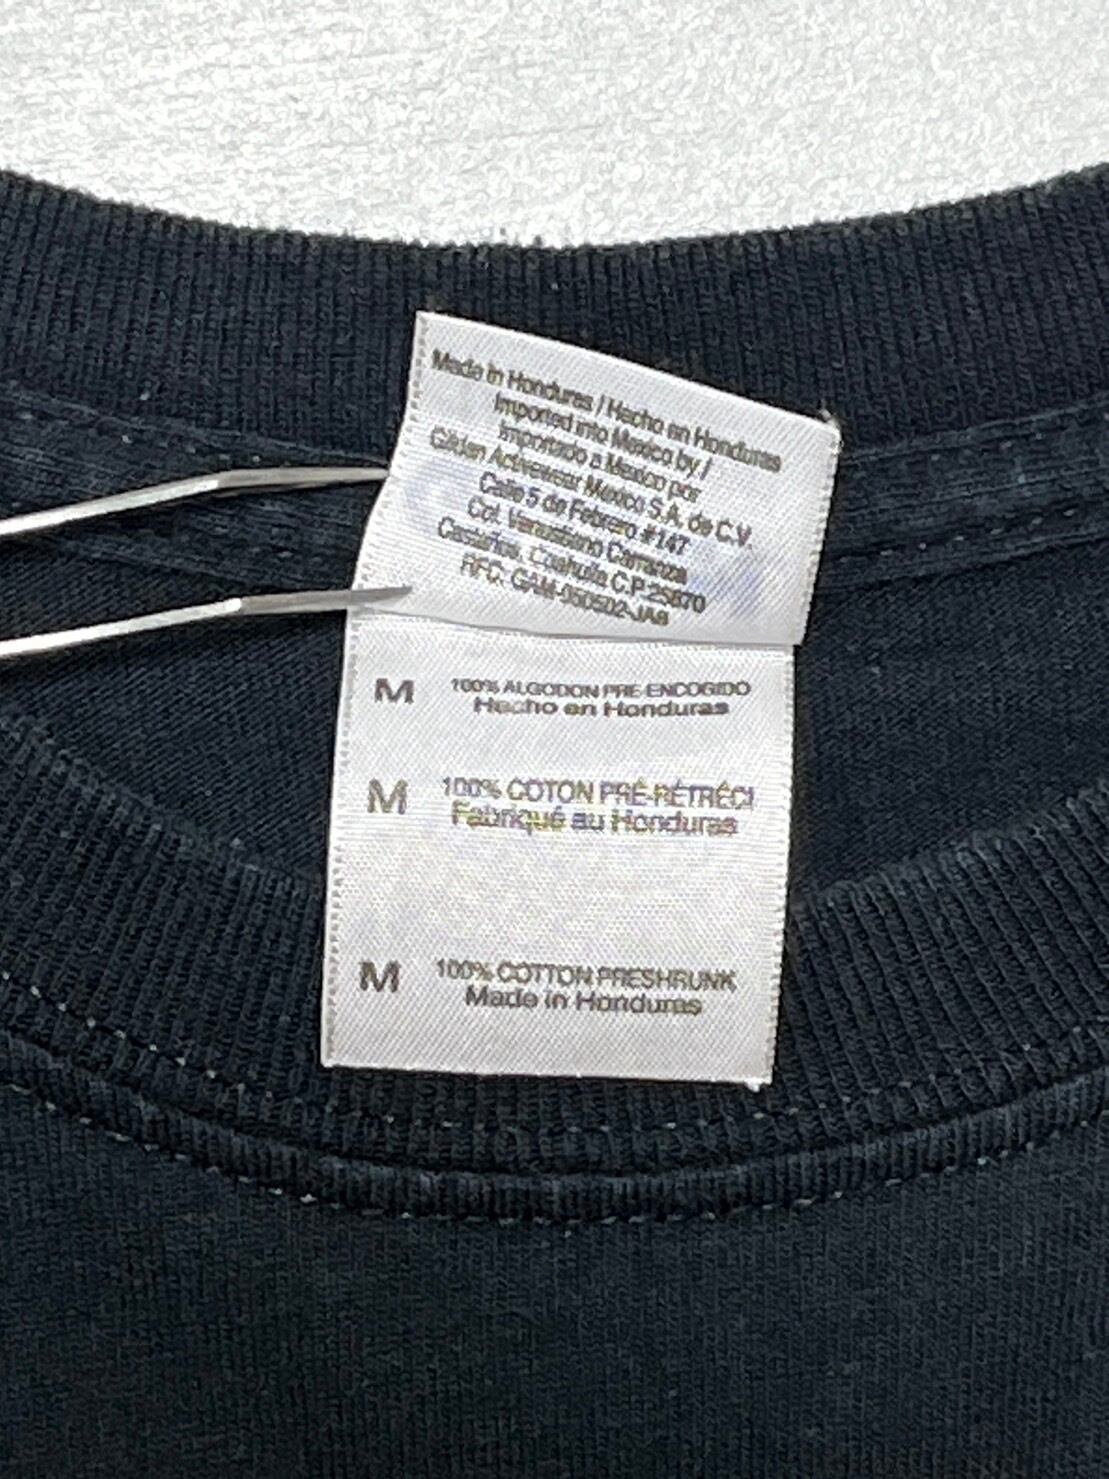 Made in Honduras / Hecho en Honduras
Imported into Mexico by /
Importado a Mexico por
Gildan Activewear Mexico S.A. de C.V.
Calle 5 de Febrero #147
Col. Venustiano Carranza
Castaños, Coahuila C.P.25870
RFC: GAM-050502-JA8
M 100% ALGODON PRE-ENCOGIDO
Hecho en Honduras
M 100% COTON PRÉ-RÉTRÉCI
Fabriqué au Honduras
M 100% COTTON PRESHRUNK
Made in Honduras